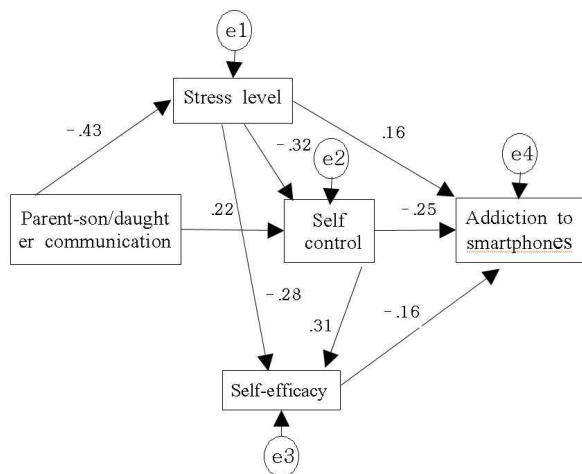 e1
Stress level
-.43
-.32
.16
e2
e4
Parent-son/daught
er communication
.22
Self
control
-.25
Addiction to
smartphones
-.28
.31
-.16
Self-efficacy
e3